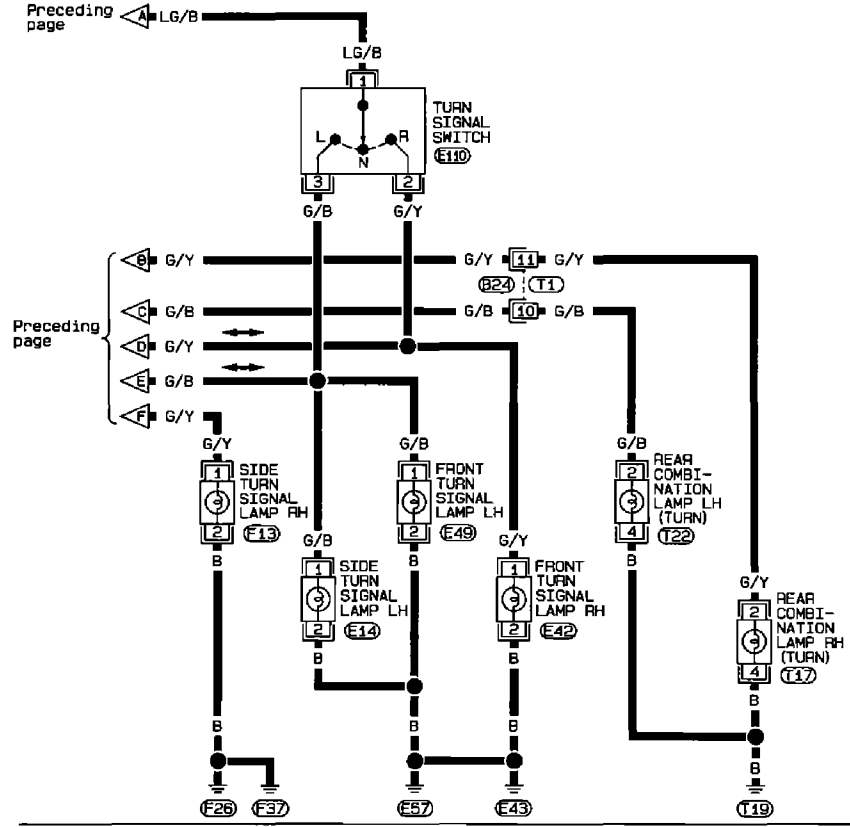 Preceding
page
A LG/B
LG/B
1
TURN
SIGNAL
SWITCH
E110
L
R
N
3
2
G/B
G/Y
Preceding
page
B G/Y
G/Y 11 G/Y
B24 T1
C G/B
G/B 10 G/B
D G/Y
E G/B
F G/Y
G/Y
1
SIDE
TURN
SIGNAL
LAMP RH
2
F13
B
G/B
1
FRONT
TURN
SIGNAL
LAMP LH
2
E49
B
G/B
2
REAR
COMBI-
NATION
LAMP LH
(TURN)
4
T22
B
G/B
1
SIDE
TURN
SIGNAL
LAMP LH
2
E14
B
G/Y
1
FRONT
TURN
SIGNAL
LAMP RH
2
E42
B
G/Y
2
REAR
COMBI-
NATION
LAMP RH
(TURN)
4
T17
B
B
B
B
B
B
F26
F37
E57
E43
T19